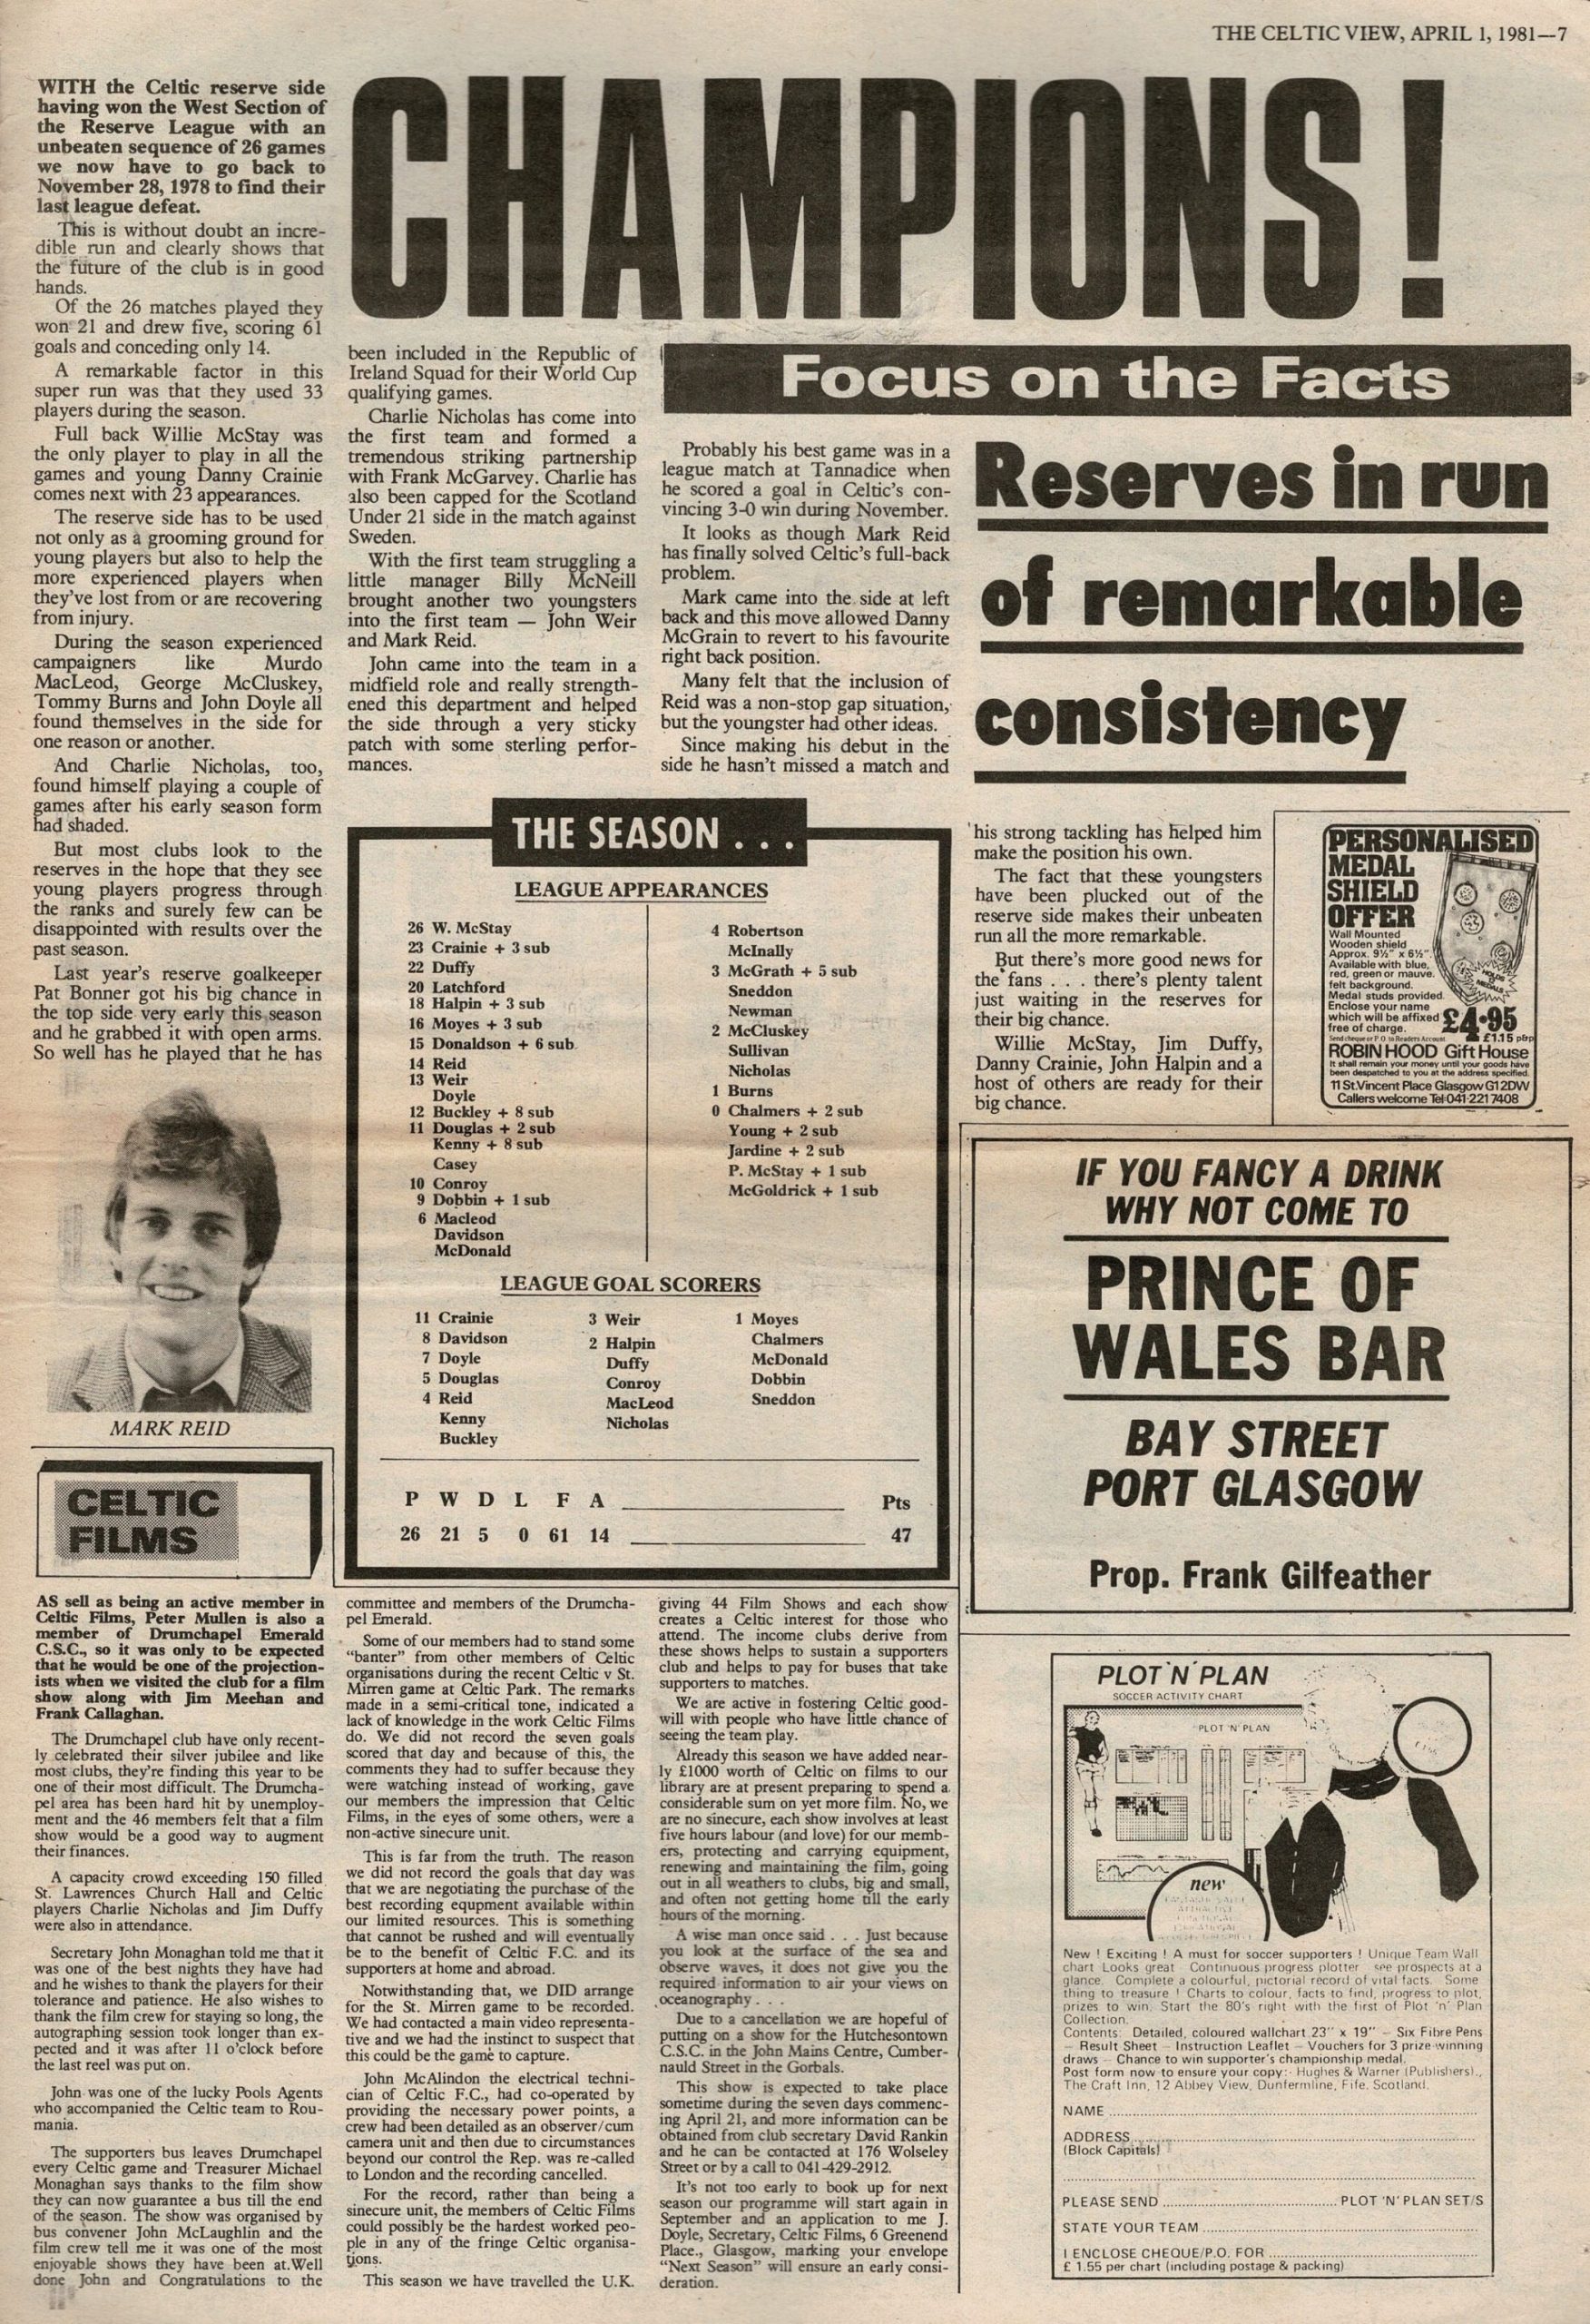 THE CELTIC VIEW, APRIL 1, 1981—7
CHAMPIONS!
WITH the Celtic reserve side
having won the West Section of
the Reserve League with an
unbeaten sequence of 26 games
we now have to go back to
November 28, 1978 to find their
last league defeat.
This is without doubt an incre-
dible run and clearly shows that
the future of the club is in good
hands.
Of the 26 matches played they
won 21 and drew five, scoring 61
goals and conceding only 14.
A remarkable factor in this
super run was that they used 33
players during the season.
Full back Willie McStay was
the only player to play in all the
games and young Danny Crainie
comes next with 23 appearances.
The reserve side has to be used
not only as a grooming ground for
young players but also to help the
more experienced players when
they've lost from or are recovering
from injury.
During the season experienced
campaigners like Murdo
MacLeod, George McCluskey,
Tommy Burns and John Doyle all
found themselves in the side for
one reason or another.
And Charlie Nicholas, too,
found himself playing a couple of
games after his early season form
had shaded.
But most clubs look to the
reserves in the hope that they see
young players progress through
the ranks and surely few can be
disappointed with results over the
past season.
Last year's reserve goalkeeper
Pat Bonner got his big chance in
the top side very early this season
and he grabbed it with open arms.
So well has he played that he has
been included in the Republic of
Ireland Squad for their World Cup
qualifying games.
Charlie Nicholas has come into
the first team and formed a
tremendous striking partnership
with Frank McGarvey. Charlie has
also been capped for the Scotland
Under 21 side in the match against
Sweden.
With the first team struggling a
little manager Billy McNeill
brought another two youngsters
into the first team — John Weir
and Mark Reid.
John came into the team in a
midfield role and really strength-
ened this department and helped
the side through a very sticky
patch with some sterling perfor-
mances.
Focus on the Facts
Reserves in run
of remarkable
consistency
Probably his best game was in a
league match at Tannadice when
he scored a goal in Celtic's con-
vincing 3-0 win during November.
It looks as though Mark Reid
has finally solved Celtic's full-back
problem.
Mark came into the side at left
back and this move allowed Danny
McGrain to revert to his favourite
right back position.
Many felt that the inclusion of
Reid was a non-stop gap situation,
but the youngster had other ideas.
Since making his debut in the
side he hasn't missed a match and
his strong tackling has helped him
make the position his own.
The fact that these youngsters
have been plucked out of the
reserve side makes their unbeaten
run all the more remarkable.
But there's more good news for
the fans . . . there's plenty talent
just waiting in the reserves for
their big chance.
Willie McStay, Jim Duffy,
Danny Crainie, John Halpin and a
host of others are ready for their
big chance.
MARK REID
THE SEASON . . .
LEAGUE APPEARANCES
26 W. McStay
23 Crainie + 3 sub
22 Duffy
20 Latchford
18 Halpin + 3 sub
16 Moyes + 3 sub
15 Donaldson + 6 sub
14 Reid
13 Weir
Doyle
12 Buckley + 8 sub
11 Douglas + 2 sub
Kenny + 8 sub
Casey
10 Conroy
9 Dobbin + 1 sub
6 Macleod
Davidson
McDonald
4 Robertson
McInally
3 McGrath + 5 sub
Sneddon
Newman
2 McCluskey
Sullivan
Nicholas
1 Burns
0 Chalmers + 2 sub
Young + 2 sub
Jardine + 2 sub
P. McStay + 1 sub
McGoldrick + 1 sub
LEAGUE GOAL SCORERS
11 Crainie
8 Davidson
7 Doyle
5 Douglas
4 Reid
Kenny
Buckley
3 Weir
2 Halpin
Duffy
Conroy
MacLeod
Nicholas
1 Moyes
Chalmers
McDonald
Dobbin
Sneddon
P W D L F A Pts
26 21 5 0 61 14 47
PERSONALISED
MEDAL
SHIELD
OFFER
Wall Mounted
Wooden shield
Approx. 9½" x 6½".
Available with blue,
red, green or mauve.
felt background.
Medal studs provided.
Enclose your name
which will be affixed
free of charge.
HOLDS
MEDALS
£4·95
£1.15 p&p
Send cheque or P.O. to Readers Account
ROBIN HOOD Gift House
It shall remain your money until your goods have
been despatched to you at the address specified.
11 St. Vincent Place Glasgow G1 2DW
Callers welcome Tel·041·221 7408
IF YOU FANCY A DRINK
WHY NOT COME TO
PRINCE OF
WALES BAR
BAY STREET
PORT GLASGOW
Prop. Frank Gilfeather
CELTIC
FILMS
AS sell as being an active member in
Celtic Films, Peter Mullen is also a
member of Drumchapel Emerald
C.S.C., so it was only to be expected
that he would be one of the projection-
ists when we visited the club for a film
show along with Jim Meehan and
Frank Callaghan.
The Drumchapel club have only recent-
ly celebrated their silver jubilee and like
most clubs, they're finding this year to be
one of their most difficult. The Drumcha-
pel area has been hard hit by unemploy-
ment and the 46 members felt that a film
show would be a good way to augment
their finances.
A capacity crowd exceeding 150 filled
St. Lawrences Church Hall and Celtic
players Charlie Nicholas and Jim Duffy
were also in attendance.
Secretary John Monaghan told me that it
was one of the best nights they have had
and he wishes to thank the players for their
tolerance and patience. He also wishes to
thank the film crew for staying so long, the
autographing session took longer than ex-
pected and it was after 11 o'clock before
the last reel was put on.
John was one of the lucky Pools Agents
who accompanied the Celtic team to Rou-
mania.
The supporters bus leaves Drumchapel
every Celtic game and Treasurer Michael
Monaghan says thanks to the film show
they can now guarantee a bus till the end
of the season. The show was organised by
bus convener John McLaughlin and the
film crew tell me it was one of the most
enjoyable shows they have been at.Well
done John and Congratulations to the
committee and members of the Drumcha-
pel Emerald.
Some of our members had to stand some
“banter” from other members of Celtic
organisations during the recent Celtic v St.
Mirren game at Celtic Park. The remarks
made in a semi-critical tone, indicated a
lack of knowledge in the work Celtic Films
do. We did not record the seven goals
scored that day and because of this, the
comments they had to suffer because they
were watching instead of working, gave
our members the impression that Celtic
Films, in the eyes of some others, were a
non-active sinecure unit.
This is far from the truth. The reason
we did not record the goals that day was
that we are negotiating the purchase of the
best recording equpment available within
our limited resources. This is something
that cannot be rushed and will eventually
be to the benefit of Celtic F.C. and its
supporters at home and abroad.
Notwithstanding that, we DID arrange
for the St. Mirren game to be recorded.
We had contacted a main video representa-
tive and we had the instinct to suspect that
this could be the game to capture.
John McAlindon the electrical techni-
cian of Celtic F.C., had co-operated by
providing the necessary power points, a
crew had been detailed as an observer/cum
camera unit and then due to circumstances
beyond our control the Rep. was re-called
to London and the recording cancelled.
For the record, rather than being a
sinecure unit, the members of Celtic Films
could possibly be the hardest worked peo-
ple in any of the fringe Celtic organisa-
tions.
This season we have travelled the U.K.
giving 44 Film Shows and each show
creates a Celtic interest for those who
attend. The income clubs derive from
these shows helps to sustain a supporters
club and helps to pay for buses that take
supporters to matches.
We are active in fostering Celtic good-
will with people who have little chance of
seeing the team play.
Already this season we have added near-
ly £1000 worth of Celtic on films to our
library are at present preparing to spend a
considerable sum on yet more film. No, we
are no sinecure, each show involves at least
five hours labour (and love) for our memb-
ers, protecting and carrying equipment,
renewing and maintaining the film, going
out in all weathers to clubs, big and small,
and often not getting home till the early
hours of the morning.
A wise man once said . . . Just because
you look at the surface of the sea and
observe waves, it does not give you the
required information to air your views on
oceanography . . .
Due to a cancellation we are hopeful of
putting on a show for the Hutchesontown
C.S.C. in the John Mains Centre, Cumber-
nauld Street in the Gorbals.
This show is expected to take place
sometime during the seven days commenc-
ing April 21, and more information can be
obtained from club secretary David Rankin
and he can be contacted at 176 Wolseley
Street or by a call to 041-429-2912.
It's not too early to book up for next
season our programme will start again in
September and an application to me J.
Doyle, Secretary, Celtic Films, 6 Greenend
Place., Glasgow, marking your envelope
“Next Season” will ensure an early consi-
deration.
PLOT 'N' PLAN
SOCCER ACTIVITY CHART
PLOT 'N' PLAN
new
New ! Exciting ! A must for soccer supporters ! Unique Team Wall
chart Looks great - Continuous progress plotter - see prospects at a
glance. Complete a colourful, pictorial record of vital facts. Some
thing to treasure ! Charts to colour, facts to find, progress to plot,
prizes to win. Start the 80's right with the first of Plot 'n' Plan
Collection.
Contents: Detailed, coloured wallchart 23" x 19" — Six Fibre Pens
— Result Sheet — Instruction Leaflet — Vouchers for 3 prize winning
draws — Chance to win supporter's championship medal.
Post form now to ensure your copy:- Hughes & Warner (Publishers).,
The Craft Inn, 12 Abbey View, Dunfermline, Fife. Scotland.
NAME
ADDRESS
(Block Capitals)
PLEASE SEND PLOT 'N' PLAN SET/S
STATE YOUR TEAM
I ENCLOSE CHEQUE/P.O. FOR
£ 1.55 per chart (including postage & packing)